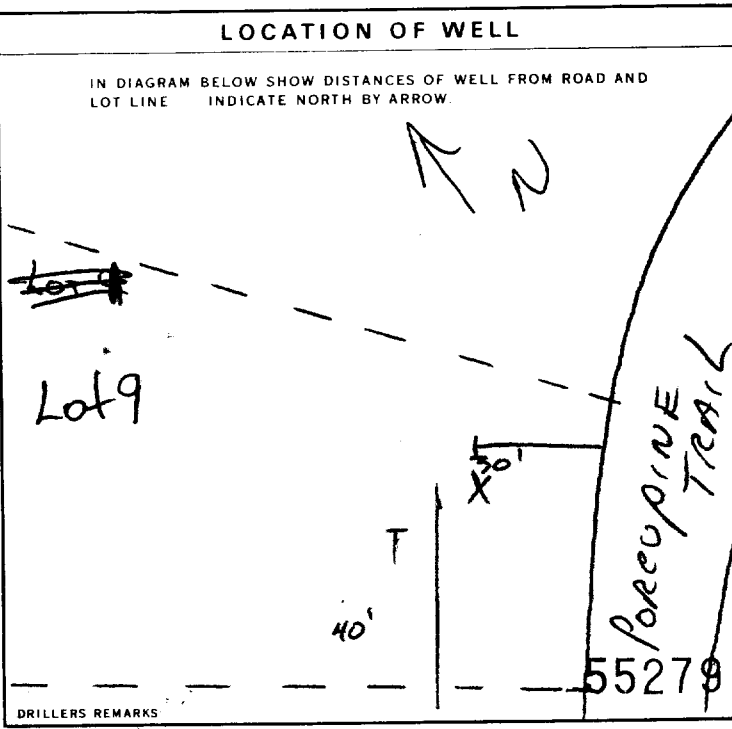 LOCATION OF WELL
IN DIAGRAM BELOW SHOW DISTANCES OF WELL FROM ROAD AND
LOT LINE INDICATE NORTH BY ARROW.
N
Lot 9
30'
X
T
40'
PORCUPINE
TRAIL
DRILLERS REMARKS